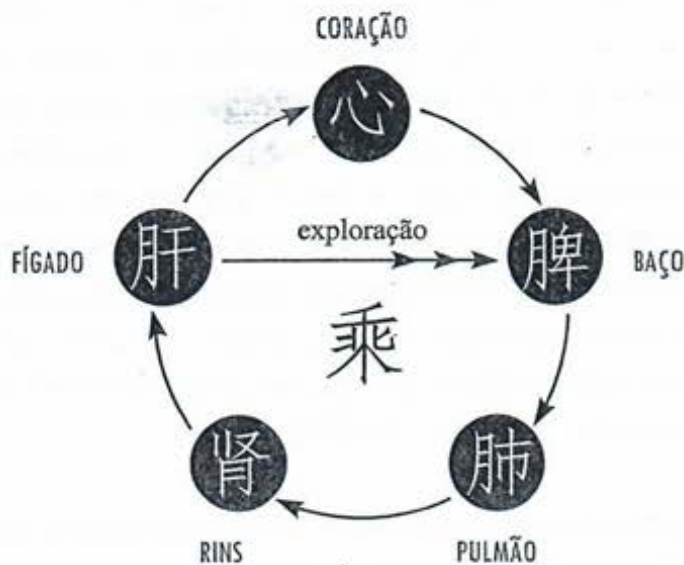 CORAÇÃO
心
exploração
FÍGADO
肝
脾
BAÇO
乘
肾
肺
RINS
PULMÃO